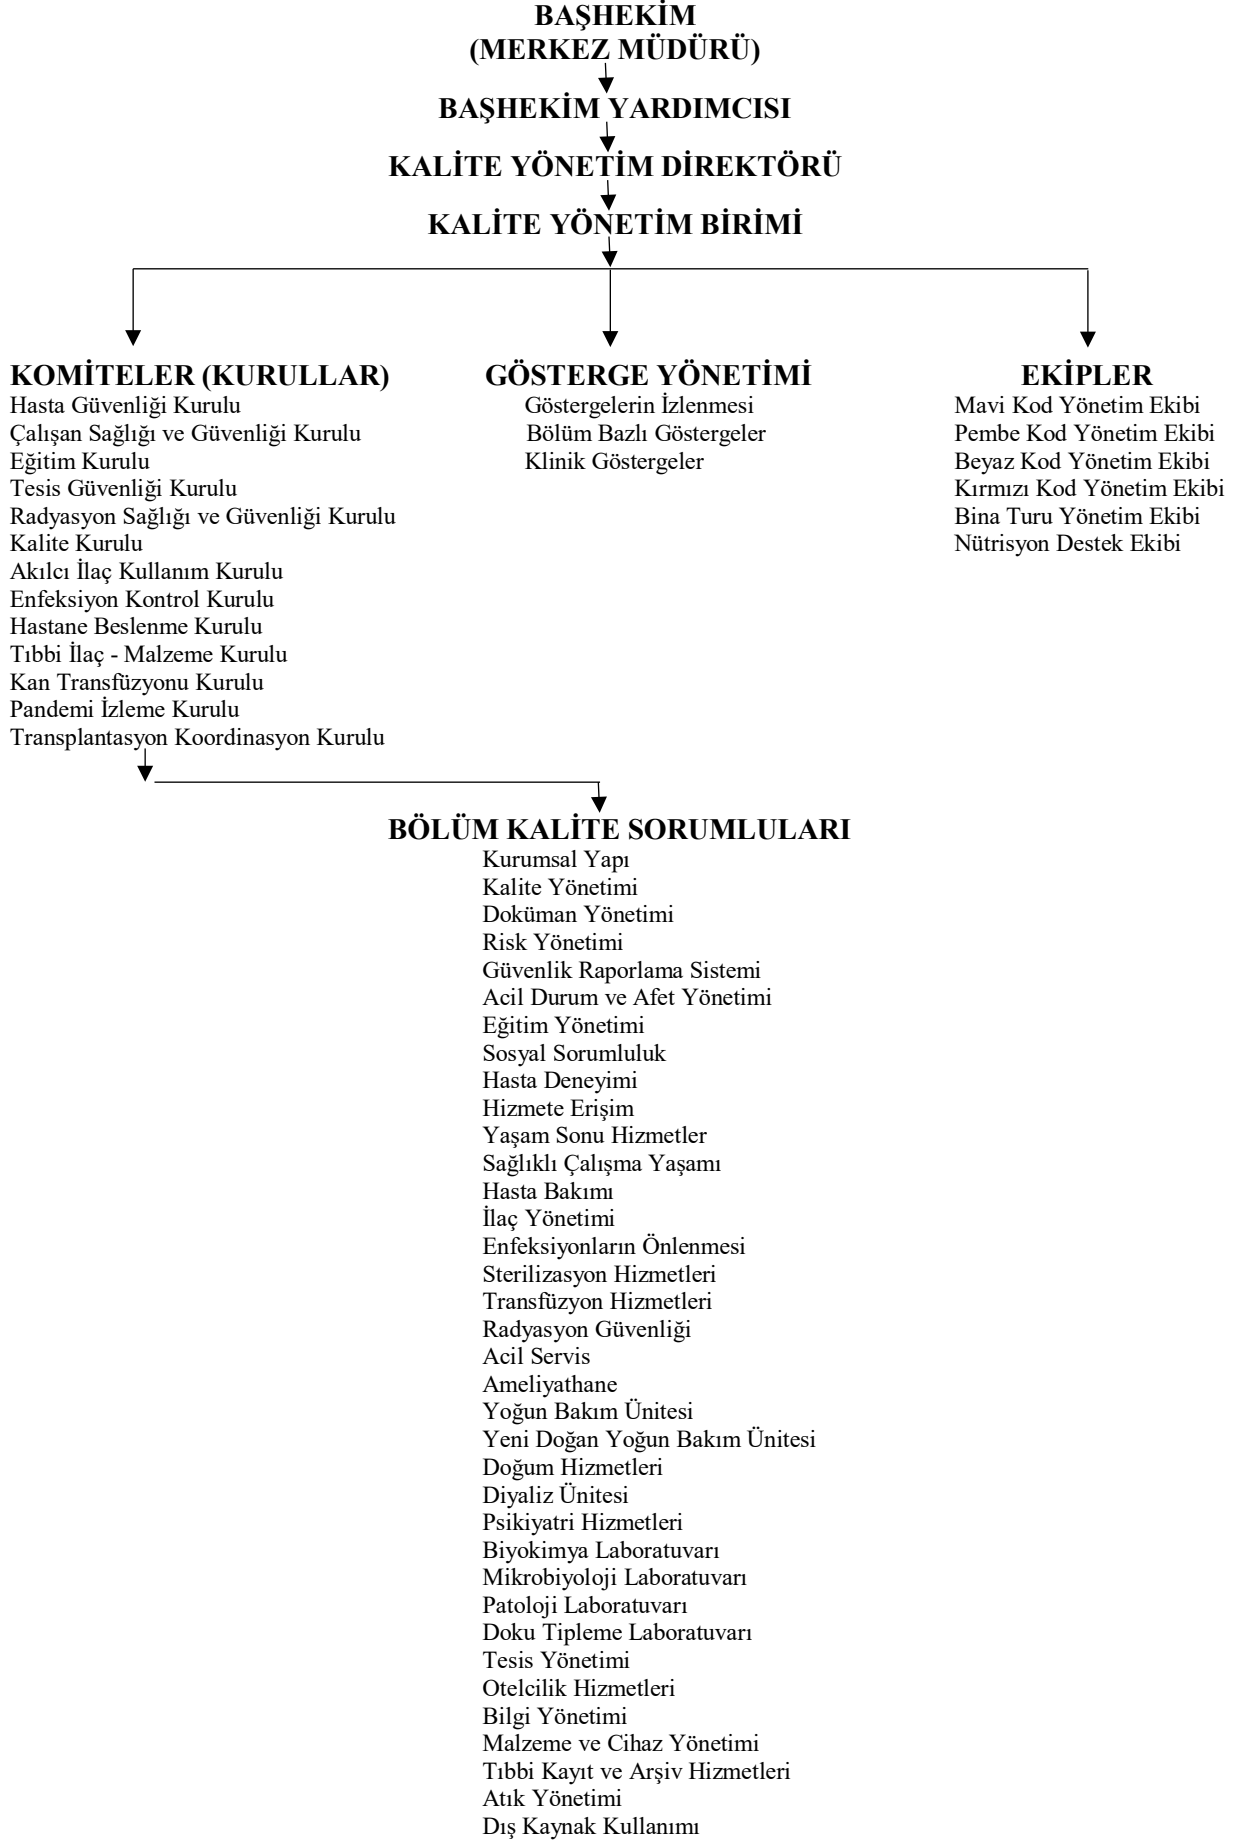 BAŞHEKİM
(MERKEZ MÜDÜRÜ)
BAŞHEKİM YARDIMCISI
KALİTE YÖNETİM DİREKTÖRÜ
KALİTE YÖNETİM BİRİMİ
KOMİTELER (KURULLAR)
Hasta Güvenliği Kurulu
Çalışan Sağlığı ve Güvenliği Kurulu
Eğitim Kurulu
Tesis Güvenliği Kurulu
Radyasyon Sağlığı ve Güvenliği Kurulu
Kalite Kurulu
Akılcı İlaç Kullanım Kurulu
Enfeksiyon Kontrol Kurulu
Hastane Beslenme Kurulu
Tıbbi İlaç - Malzeme Kurulu
Kan Transfüzyonu Kurulu
Pandemi İzleme Kurulu
Transplantasyon Koordinasyon Kurulu
GÖSTERGE YÖNETİMİ
Göstergelerin İzlenmesi
Bölüm Bazlı Göstergeler
Klinik Göstergeler
EKİPLER
Mavi Kod Yönetim Ekibi
Pembe Kod Yönetim Ekibi
Beyaz Kod Yönetim Ekibi
Kırmızı Kod Yönetim Ekibi
Bina Turu Yönetim Ekibi
Nütrisyon Destek Ekibi
BÖLÜM KALİTE SORUMLULARI
Kurumsal Yapı
Kalite Yönetimi
Doküman Yönetimi
Risk Yönetimi
Güvenlik Raporlama Sistemi
Acil Durum ve Afet Yönetimi
Eğitim Yönetimi
Sosyal Sorumluluk
Hasta Deneyimi
Hizmete Erişim
Yaşam Sonu Hizmetler
Sağlıklı Çalışma Yaşamı
Hasta Bakımı
İlaç Yönetimi
Enfeksiyonların Önlenmesi
Sterilizasyon Hizmetleri
Transfüzyon Hizmetleri
Radyasyon Güvenliği
Acil Servis
Ameliyathane
Yoğun Bakım Ünitesi
Yeni Doğan Yoğun Bakım Ünitesi
Doğum Hizmetleri
Diyaliz Ünitesi
Psikiyatri Hizmetleri
Biyokimya Laboratuvarı
Mikrobiyoloji Laboratuvarı
Patoloji Laboratuvarı
Doku Tipleme Laboratuvarı
Tesis Yönetimi
Otelcilik Hizmetleri
Bilgi Yönetimi
Malzeme ve Cihaz Yönetimi
Tıbbi Kayıt ve Arşiv Hizmetleri
Atık Yönetimi
Dış Kaynak Kullanımı